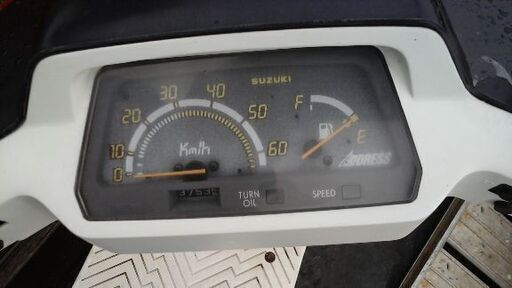 SUZUKI
0
10
20
30
40
50
60
Km/h
F
E
ADDRESS
TURN
OIL
SPEED